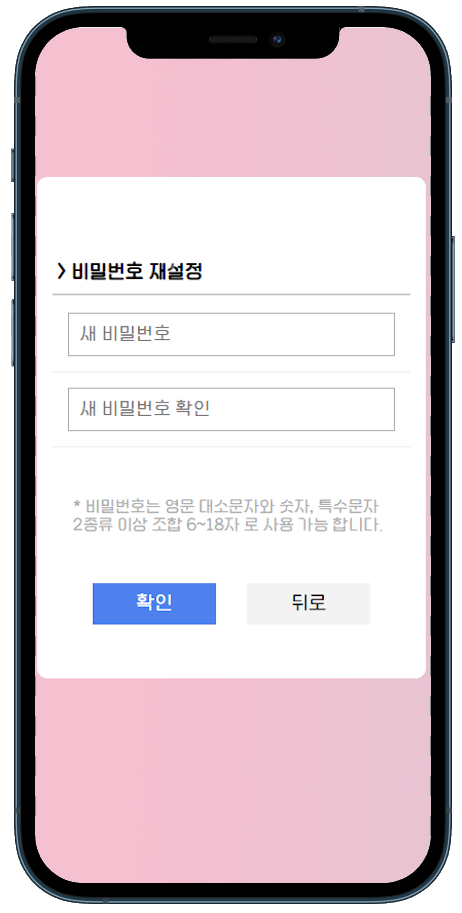 > 비밀번호 재설정
새 비밀번호
새 비밀번호 확인
* 비밀번호는 영문 대소문자와 숫자, 특수문자
2종류 이상 조합 6~18자 로 사용 가능 합니다.
확인 뒤로